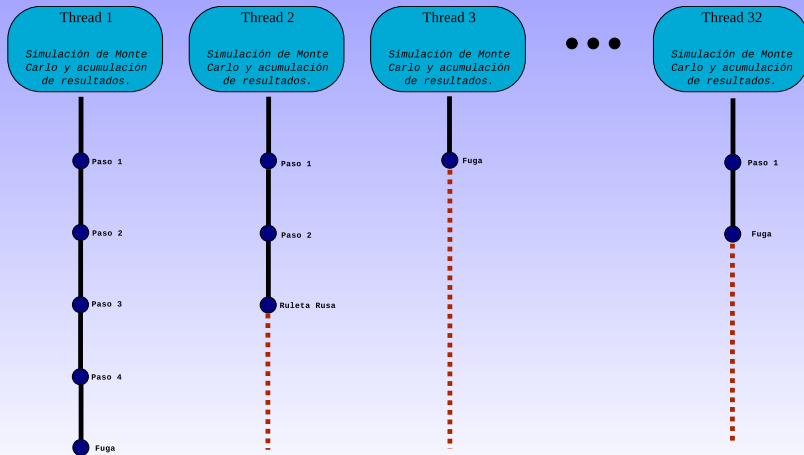 Thread 1
Simulación de Monte
Carlo y acumulación
de resultados.
Paso 1
Paso 2
Paso 3
Paso 4
Fuga
Thread 2
Simulación de Monte
Carlo y acumulación
de resultados.
Paso 1
Paso 2
Ruleta Rusa
Thread 3
Simulación de Monte
Carlo y acumulación
de resultados.
Fuga
Thread 32
Simulación de Monte
Carlo y acumulación
de resultados.
Paso 1
Fuga